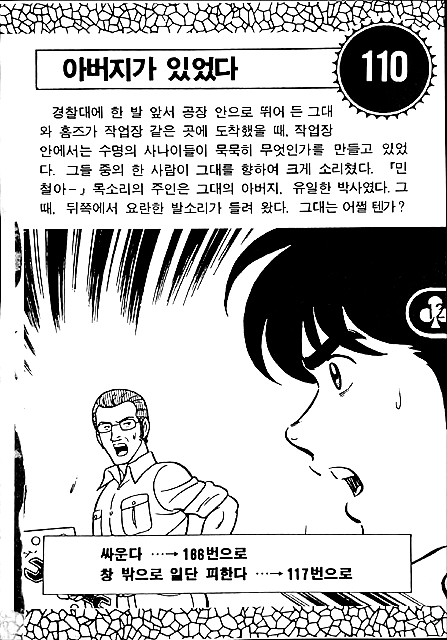 아버지가 있었다
110
경찰대에 한 발 앞서 공장 안으로 뛰어 든 그대
와 홈즈가 작업장 같은 곳에 도착했을 때, 작업장
안에서는 수명의 사나이들이 묵묵히 무엇인가를 만들고 있었
다. 그들 중의 한 사람이 그대를 향하여 크게 소리쳤다. 「민
철아-」 목소리의 주인은 그대의 아버지, 유일한 박사였다. 그
때, 뒤쪽에서 요란한 발소리가 들려 왔다. 그대는 어쩔 텐가?
싸운다 ····→ 166번으로
창 밖으로 일단 피한다 ····→ 117번으로